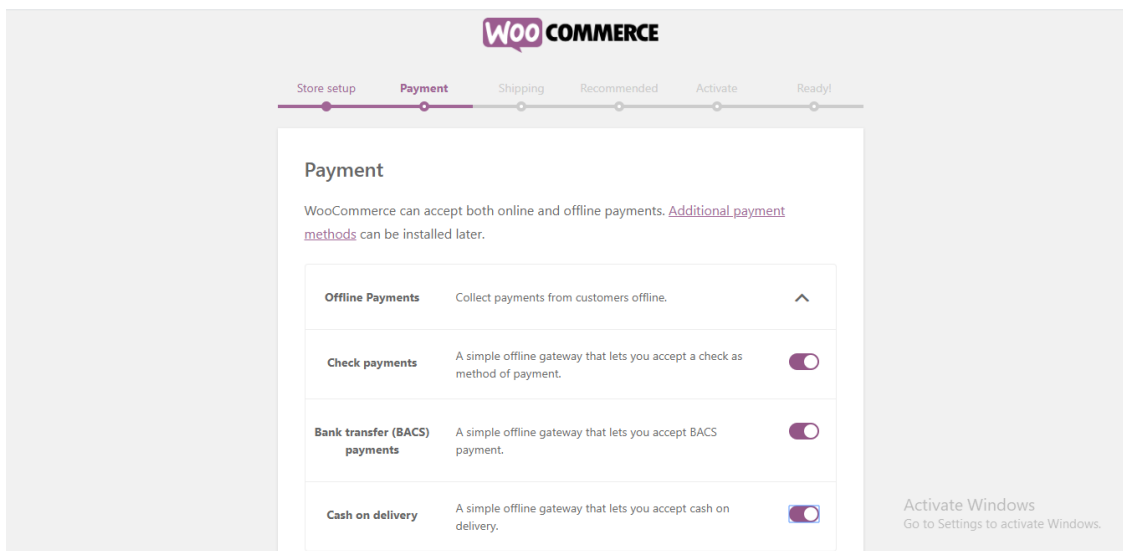 WOO COMMERCE
Store setup Payment Shipping Recommended Activate Ready!
Payment
WooCommerce can accept both online and offline payments. Additional payment
methods can be installed later.
Offline Payments Collect payments from customers offline.
Check payments A simple offline gateway that lets you accept a check as
method of payment.
Bank transfer (BACS)
payments
A simple offline gateway that lets you accept BACS
payment.
Cash on delivery A simple offline gateway that lets you accept cash on
delivery.
Activate Windows
Go to Settings to activate Windows.